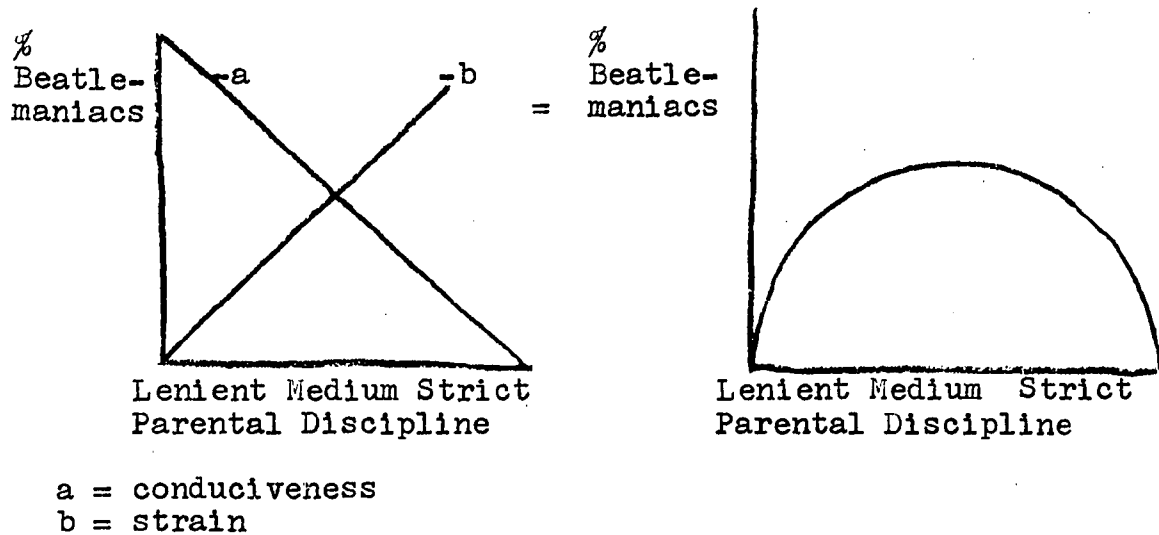 %
Beatle-
maniacs
-a
-b
=
%
Beatle-
maniacs
Lenient Medium Strict
Parental Discipline
Lenient Medium Strict
Parental Discipline
a = conduciveness
b = strain